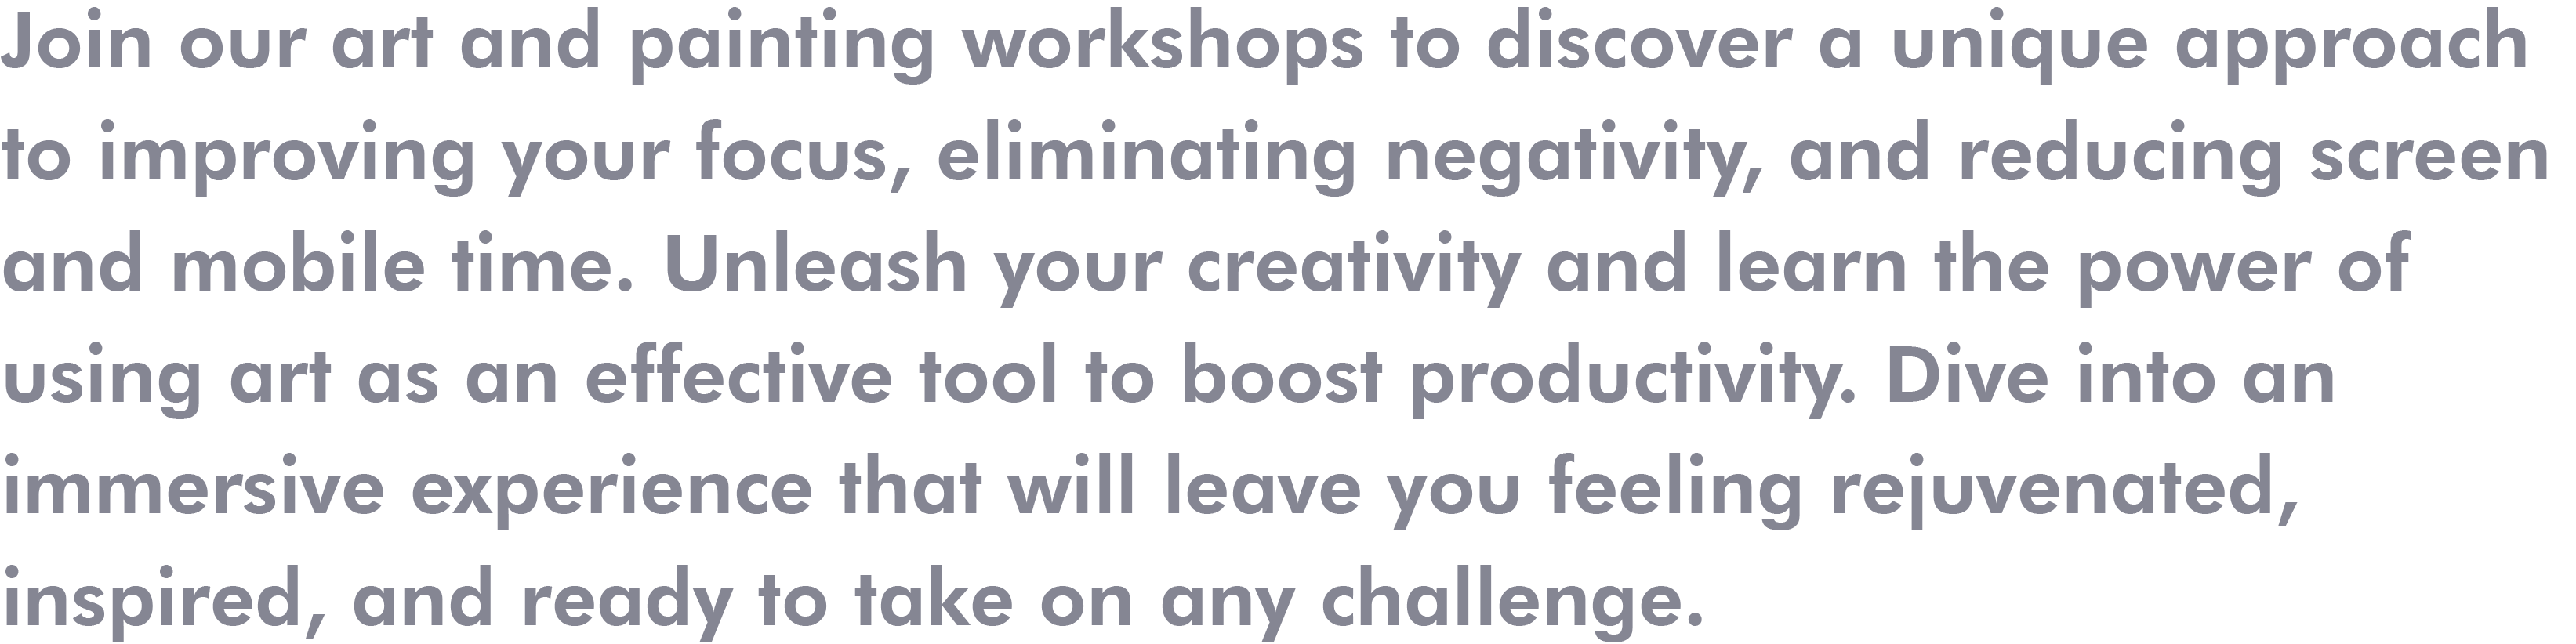 Join our art and painting workshops to discover a unique approach
to improving your focus, eliminating negativity, and reducing screen
and mobile time. Unleash your creativity and learn the power of
using art as an effective tool to boost productivity. Dive into an
immersive experience that will leave you feeling rejuvenated,
inspired, and ready to take on any challenge.